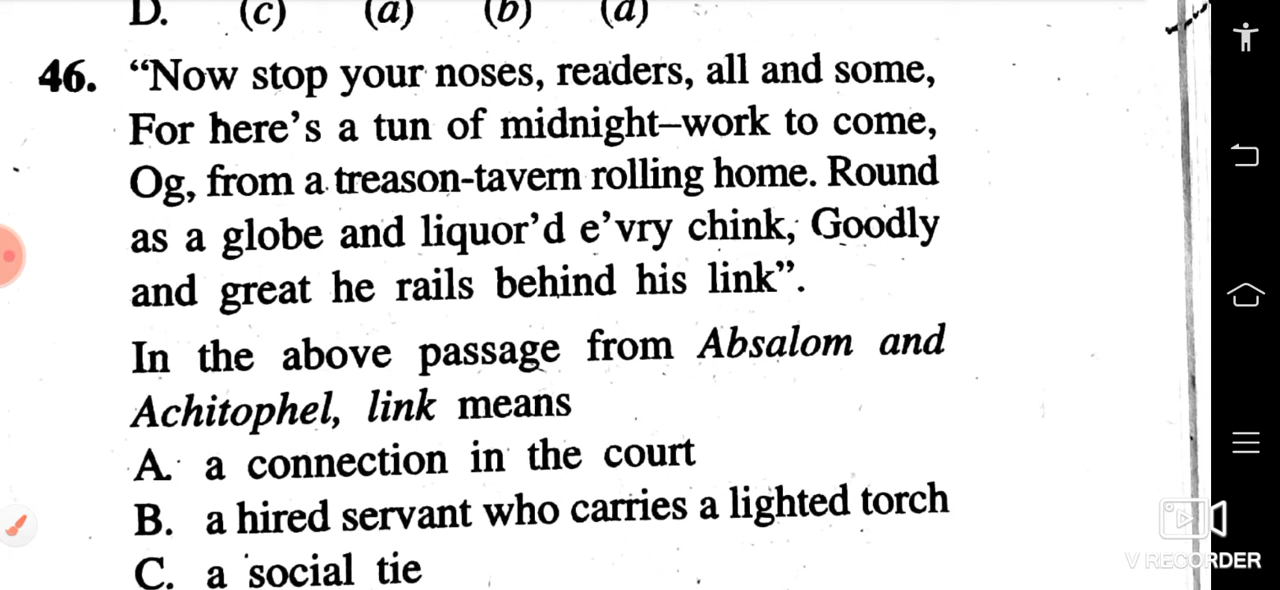 D. (c) (a) (b) (d)
46. “Now stop your noses, readers, all and some,
For here’s a tun of midnight–work to come,
Og, from a treason-tavern rolling home. Round
as a globe and liquor’d e’vry chink, Goodly
and great he rails behind his link”.
In the above passage from Absalom and
Achitophel, link means
A. a connection in the court
B. a hired servant who carries a lighted torch
C. a social tie
V RECORDER